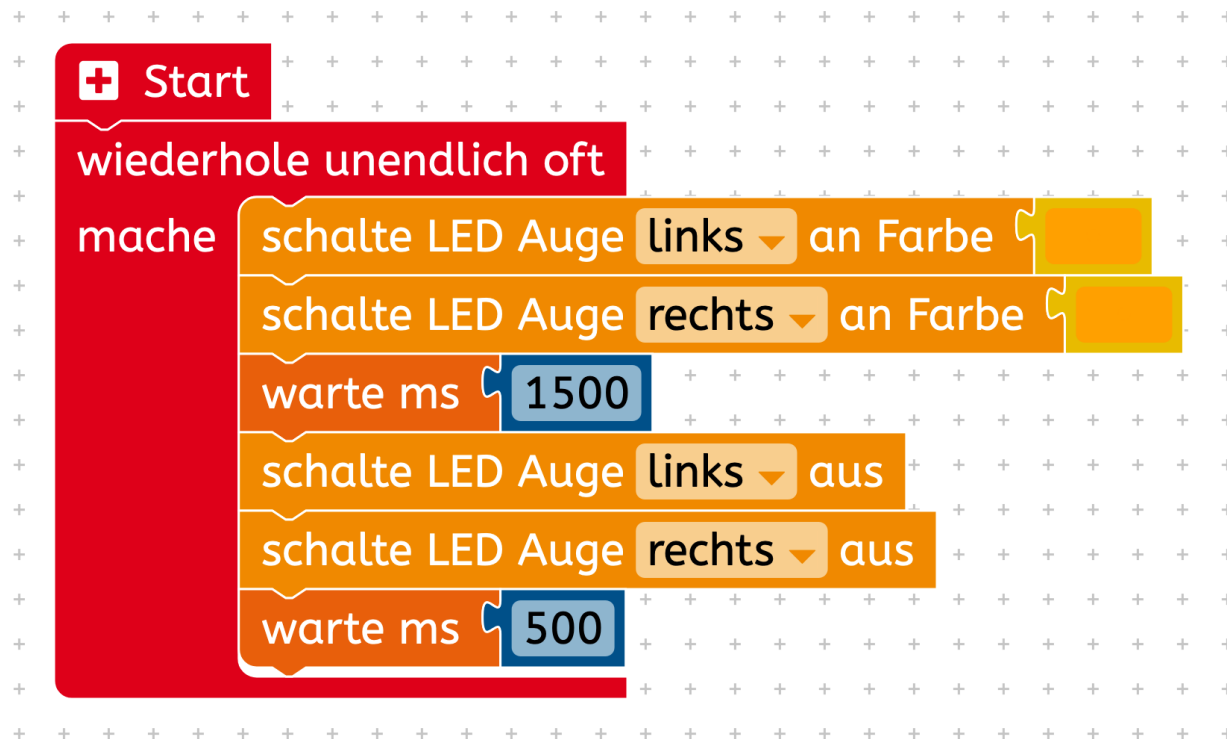 Start
wiederhole unendlich oft
mache schalte LED Auge links an Farbe
schalte LED Auge rechts an Farbe
warte ms 1500
schalte LED Auge links aus
schalte LED Auge rechts aus
warte ms 500